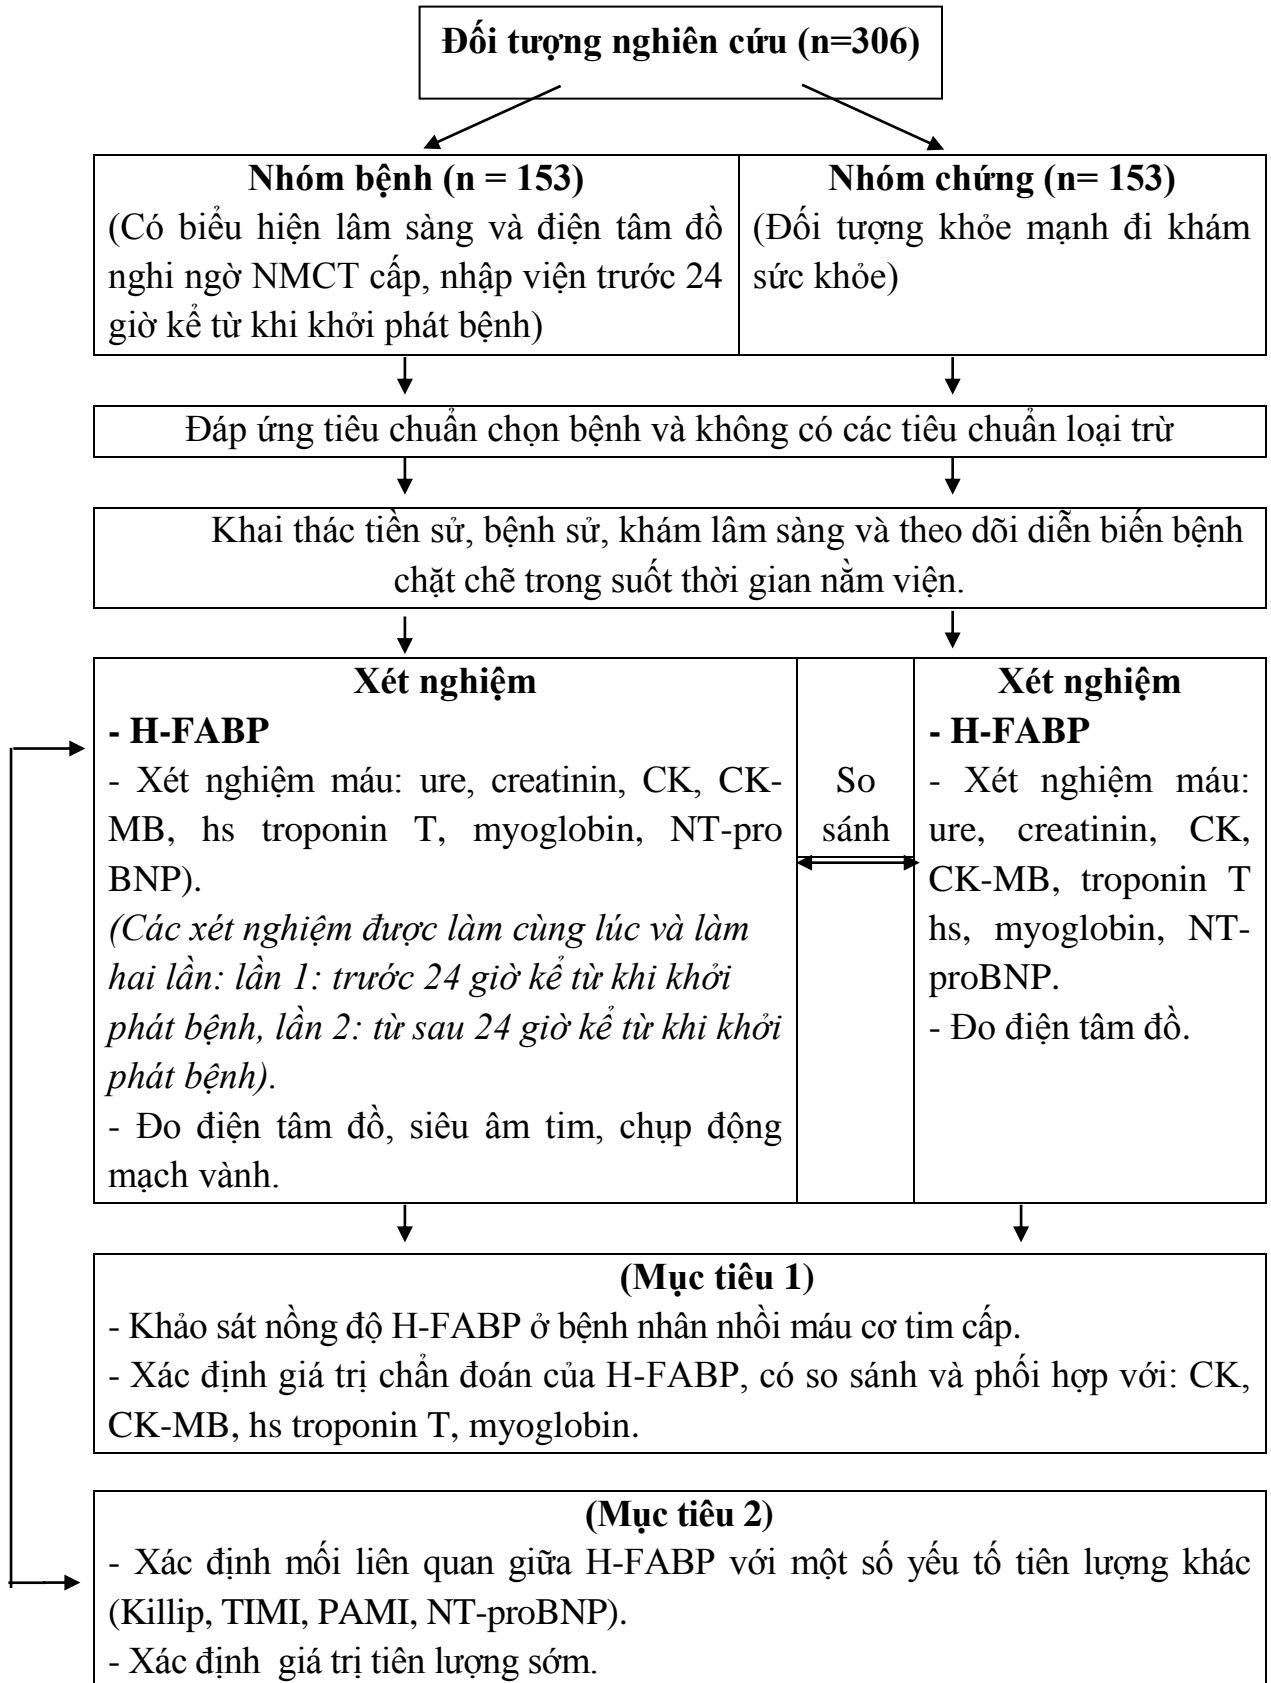 Đối tượng nghiên cứu (n=306)
Nhóm bệnh (n = 153)
(Có biểu hiện lâm sàng và điện tâm đồ
nghi ngờ NMCT cấp, nhập viện trước 24
giờ kể từ khi khởi phát bệnh)
Nhóm chứng (n= 153)
(Đối tượng khỏe mạnh đi khám
sức khỏe)
Đáp ứng tiêu chuẩn chọn bệnh và không có các tiêu chuẩn loại trừ
Khai thác tiền sử, bệnh sử, khám lâm sàng và theo dõi diễn biến bệnh
chặt chẽ trong suốt thời gian nằm viện.
Xét nghiệm
- H-FABP
- Xét nghiệm máu: ure, creatinin, CK, CK-
MB, hs troponin T, myoglobin, NT-pro
BNP).
(Các xét nghiệm được làm cùng lúc và làm
hai lần: lần 1: trước 24 giờ kể từ khi khởi
phát bệnh, lần 2: từ sau 24 giờ kể từ khi khởi
phát bệnh).
- Đo điện tâm đồ, siêu âm tim, chụp động
mạch vành.
So
sánh
Xét nghiệm
- H-FABP
- Xét nghiệm máu:
ure, creatinin, CK,
CK-MB, troponin T
hs, myoglobin, NT-
proBNP.
- Đo điện tâm đồ.
(Mục tiêu 1)
- Khảo sát nồng độ H-FABP ở bệnh nhân nhồi máu cơ tim cấp.
- Xác định giá trị chẩn đoán của H-FABP, có so sánh và phối hợp với: CK,
CK-MB, hs troponin T, myoglobin.
(Mục tiêu 2)
- Xác định mối liên quan giữa H-FABP với một số yếu tố tiên lượng khác
(Killip, TIMI, PAMI, NT-proBNP).
- Xác định giá trị tiên lượng sớm.